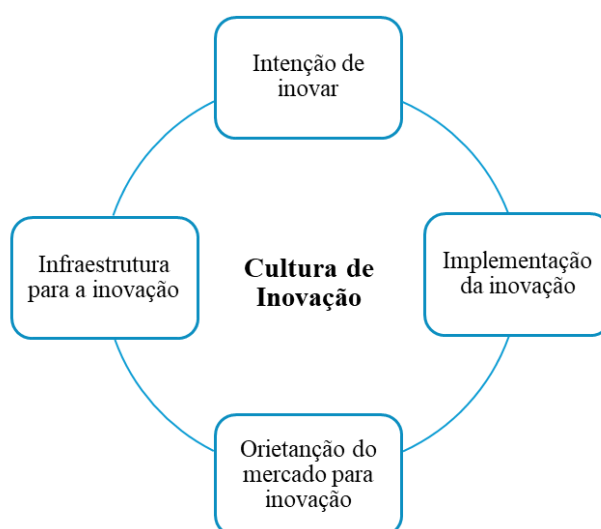 Intenção de
inovar
Infraestrutura
para a inovação
Cultura de
Inovação
Implementação
da inovação
Orietanção do
mercado para
inovação